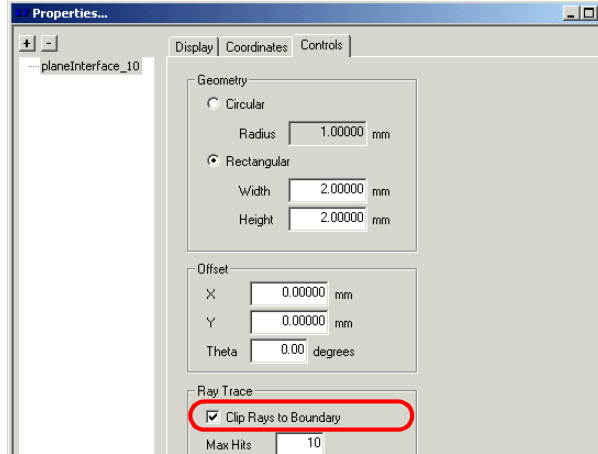 Properties...
+ -
Display Coordinates Controls
planeInterface_10
Geometry
Circular
Radius 1.00000 mm
Rectangular
Width 2.00000 mm
Height 2.00000 mm
Offset
X 0.00000 mm
Y 0.00000 mm
Theta 0.00 degrees
Ray Trace
Clip Rays to Boundary
Max Hits 10